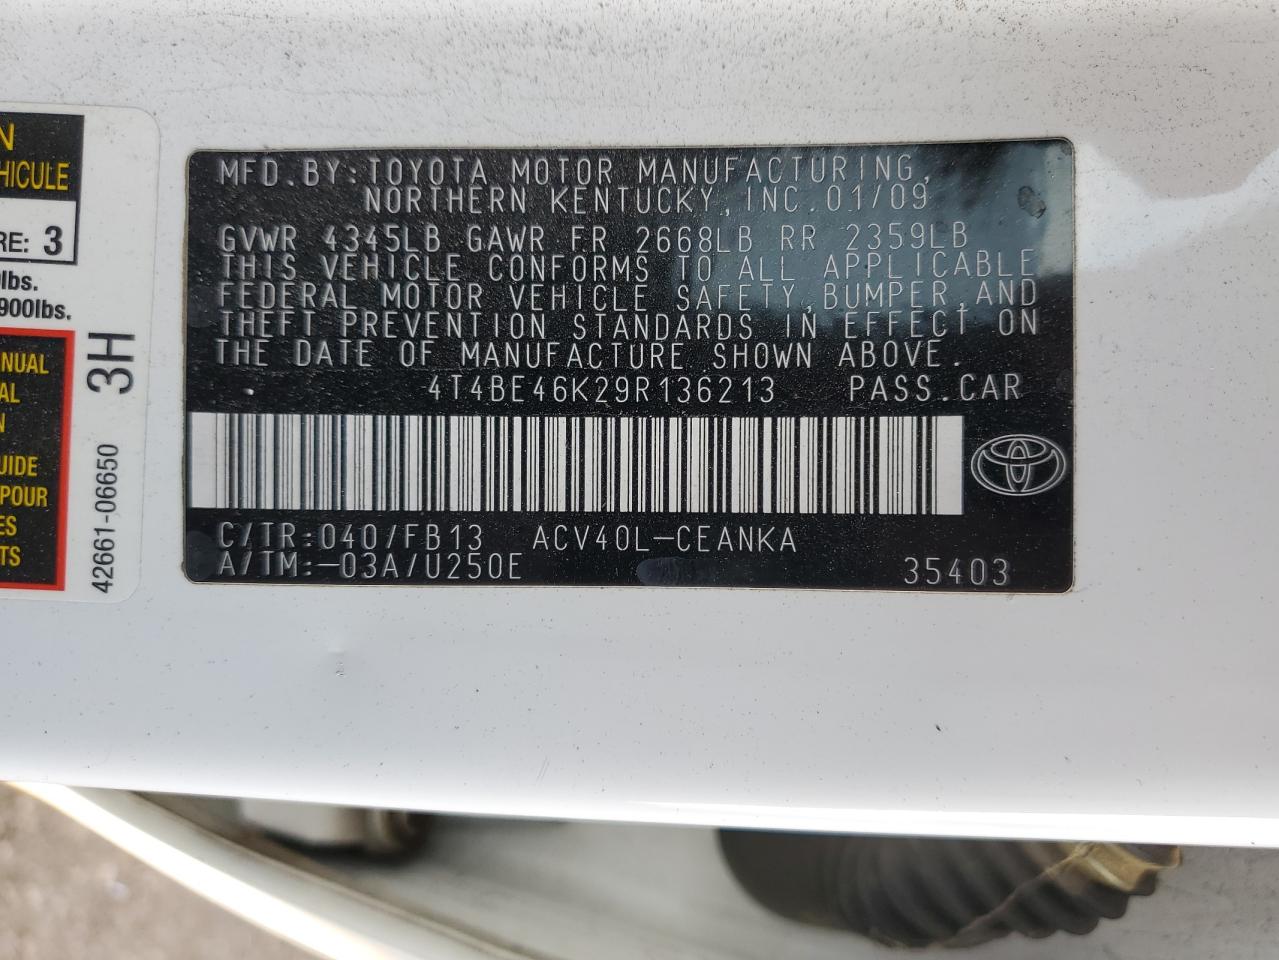 N
HICULE
RE: 3
lbs.
900lbs.
NUAL
AL
N
UIDE
POUR
ES
TS
3H
42661-06650
MFD.BY:TOYOTA MOTOR MANUFACTURING,
NORTHERN KENTUCKY, INC.01/09
GVWR 4345LB GAWR FR 2668LB RR 2359LB
THIS VEHICLE CONFORMS TO ALL APPLICABLE
FEDERAL MOTOR VEHICLE SAFETY,BUMPER,AND
THEFT PREVENTION STANDARDS IN EFFECT ON
THE DATE OF MANUFACTURE SHOWN ABOVE.
4T4BE46K29R136213 PASS.CAR
C/TR:040/FB13 ACV40L-CEANKA
A/TM:-03A/U250E 35403